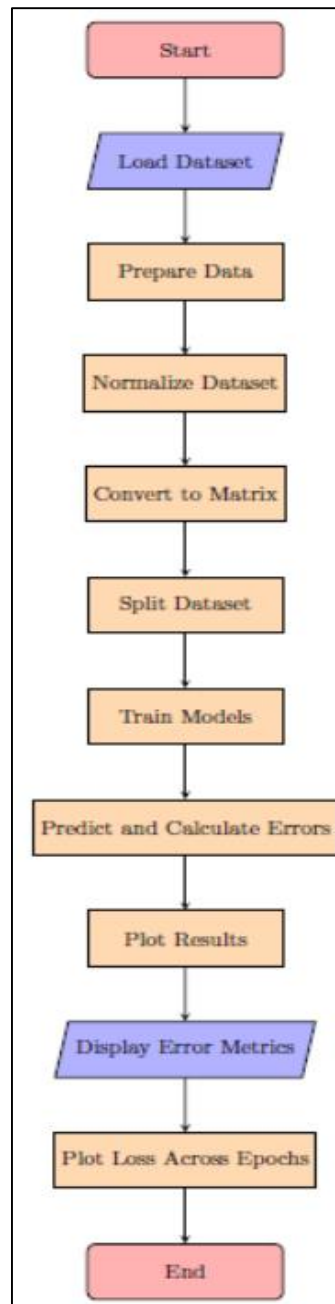 Start
Load Dataset
Prepare Data
Normalize Dataset
Convert to Matrix
Split Dataset
Train Models
Predict and Calculate Errors
Plot Results
Display Error Metrics
Plot Loss Across Epochs
End